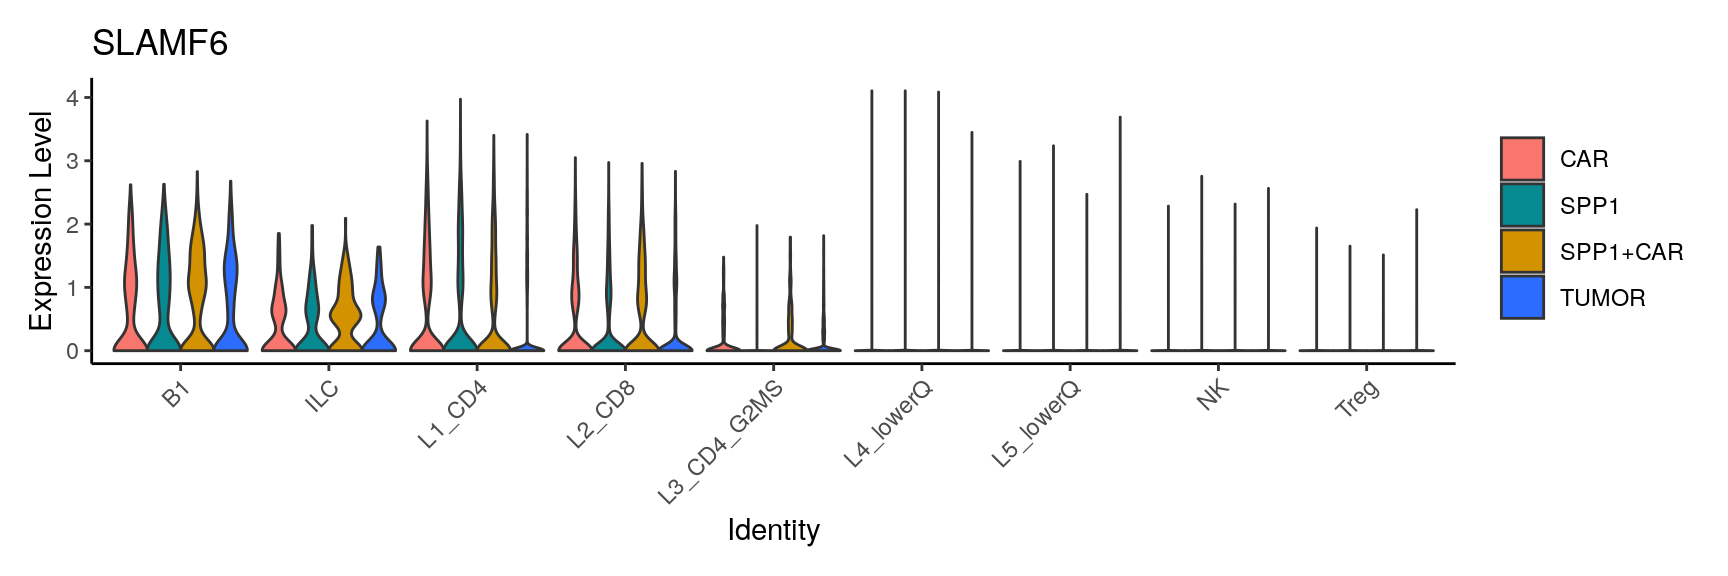 SLAMF6
Expression Level
4
3
2
1
0
B1
ILC
L1_CD4
L2_CD8
L3_CD4_G2MS
L4_lowerQ
L5_lowerQ
NK
Treg
Identity
CAR
SPP1
SPP1+CAR
TUMOR